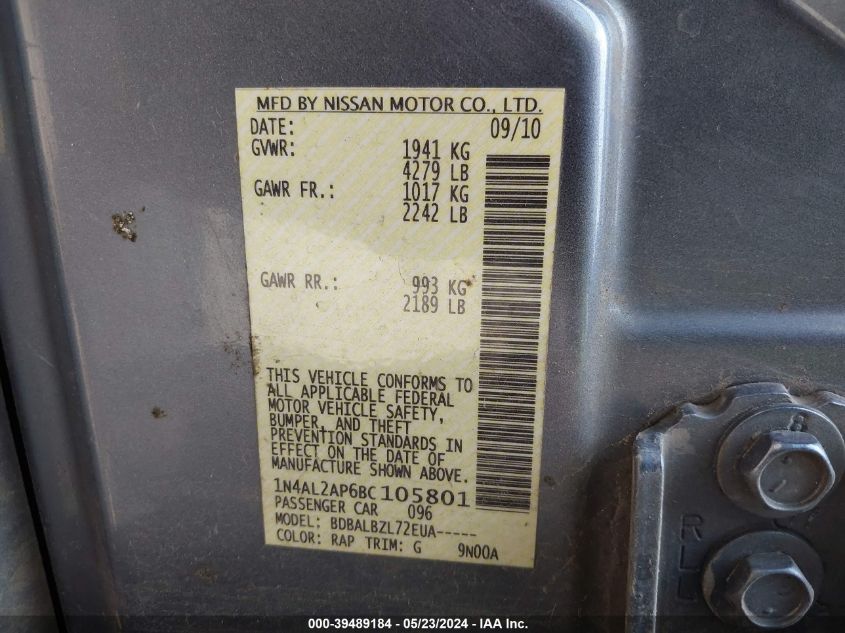 MFD BY NISSAN MOTOR CO., LTD.
DATE: 09/10
GVWR: 1941 KG
4279 LB
GAWR FR.: 1017 KG
2242 LB
GAWR RR.: 993 KG
2189 LB
THIS VEHICLE CONFORMS TO
ALL APPLICABLE FEDERAL
MOTOR VEHICLE SAFETY,
BUMPER, AND THEFT
PREVENTION STANDARDS IN
EFFECT ON THE DATE OF
MANUFACTURE SHOWN ABOVE.
1N4AL2AP6BC105801
PASSENGER CAR 096
MODEL: BDBALBZL72EUA-----
COLOR: RAP TRIM: G 9N00A
000-39489184 - 05/23/2024 - IAA Inc.